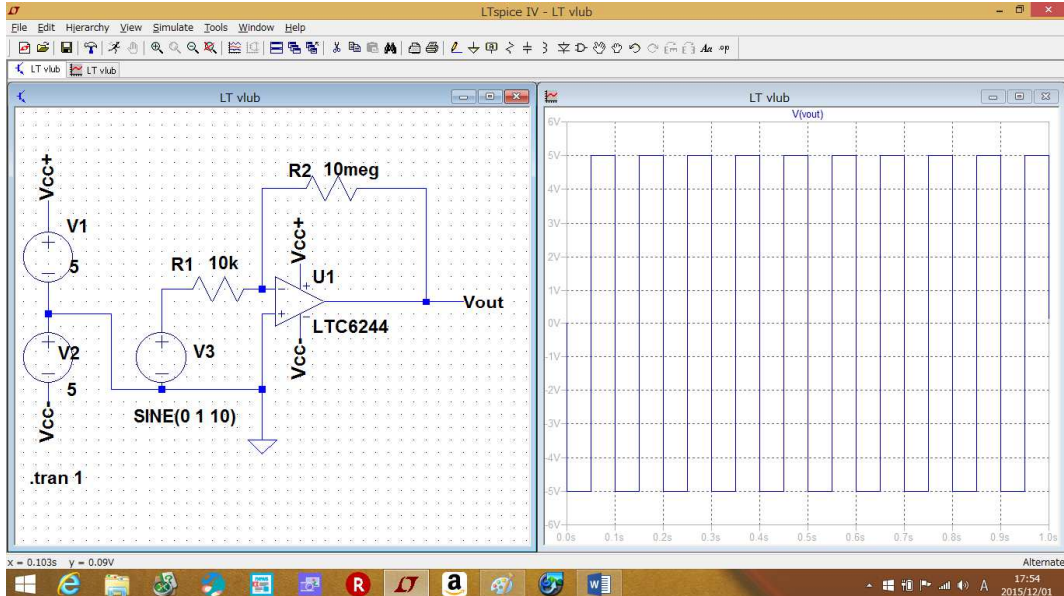 LTspice IV - LT vlub
File Edit Hierarchy View Simulate Tools Window Help
Aa .op
LT vlub LT vlub
LT vlub
Vcc+
V1
5
V2
5
Vcc-
.tran 1
R1 10k
V3
SINE(0 1 10)
R2 10meg
Vcc+
U1
LTC6244
Vcc-
Vout
LT vlub
V(vout)
6V
5V
4V
3V
2V
1V
0V
-1V
-2V
-3V
-4V
-5V
-6V
0.0s 0.1s 0.2s 0.3s 0.4s 0.5s 0.6s 0.7s 0.8s 0.9s 1.0s
x = 0.103s y = 0.09V
Alternate
R
a
W
A
17:54
2015/12/01